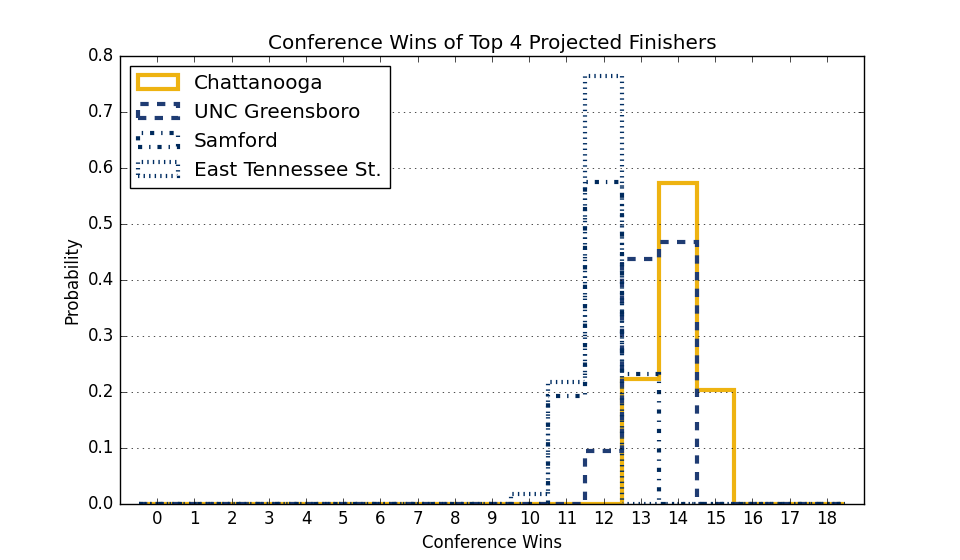 Conference Wins of Top 4 Projected Finishers
0.8
0.7
0.6
0.5
0.4
0.3
0.2
0.1
0.0
Probability
Chattanooga
UNC Greensboro
Samford
East Tennessee St.
0 1 2 3 4 5 6 7 8 9 10 11 12 13 14 15 16 17 18
Conference Wins